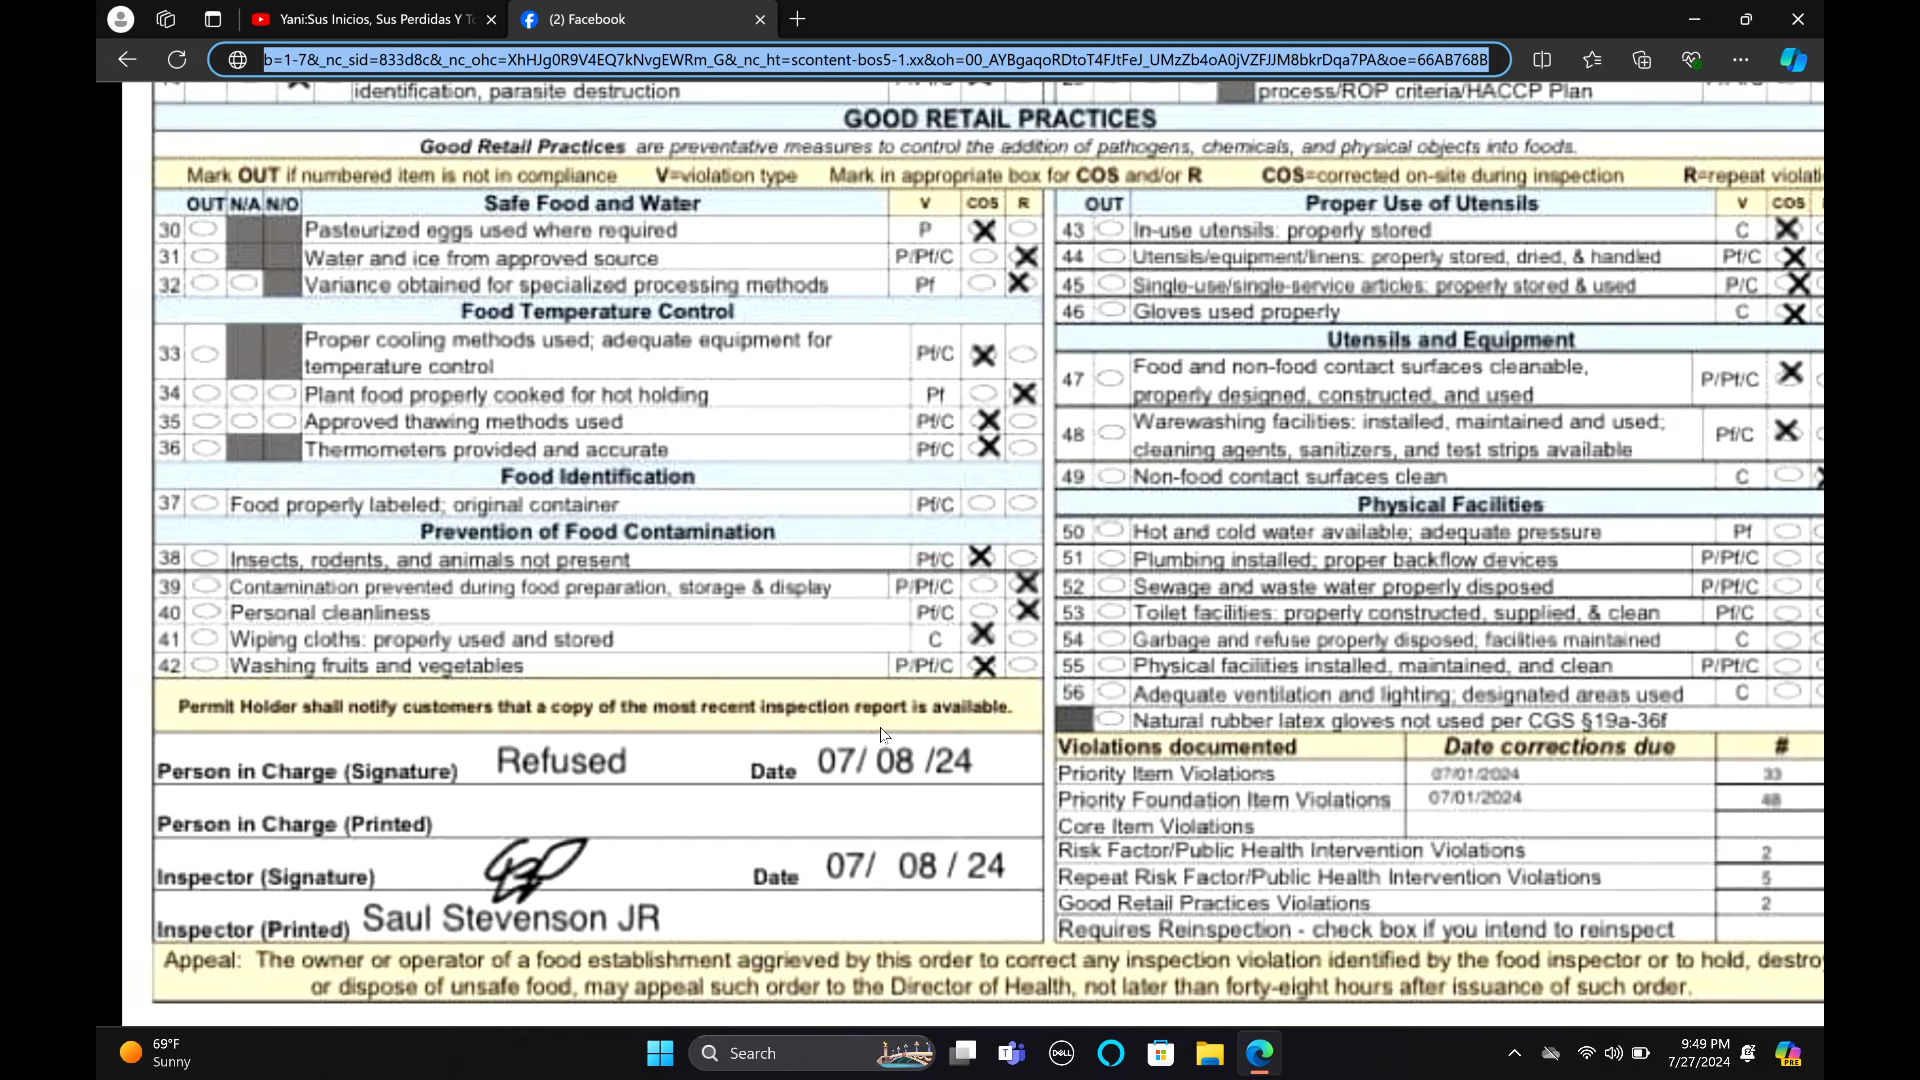 Yani:Sus Inicios, Sus Perdidas Y To
(2) Facebook
b=1-7&_nc_sid=833d8c&_nc_ohc=XhHJg0R9V4EQ7kNvgEWRm_G&_nc_ht=scontent-bos5-1.xx&oh=00_AYBgaqoRDtoT4FJtFeJ_UMzZb4oA0jVZFJJM8bkrDqa7PA&oe=66AB768B
identification, parasite destruction
process/ROP criteria/HACCP Plan
GOOD RETAIL PRACTICES
Good Retail Practices are preventative measures to control the addition of pathogens, chemicals, and physical objects into foods.
Mark OUT if numbered item is not in compliance V=violation type Mark in appropriate box for COS and/or R COS=corrected on-site during inspection R=repeat violati
OUT N/A N/O Safe Food and Water V COS R
30 Pasteurized eggs used where required P X
31 Water and ice from approved source P/Pf/C X
32 Variance obtained for specialized processing methods Pf X
Food Temperature Control
33 Proper cooling methods used; adequate equipment for
temperature control Pf/C X
34 Plant food properly cooked for hot holding Pf X
35 Approved thawing methods used Pf/C X
36 Thermometers provided and accurate Pf/C X
Food Identification
37 Food properly labeled; original container Pf/C
Prevention of Food Contamination
38 Insects, rodents, and animals not present Pf/C X
39 Contamination prevented during food preparation, storage & display P/Pf/C X
40 Personal cleanliness Pf/C X
41 Wiping cloths: properly used and stored C X
42 Washing fruits and vegetables P/Pf/C X
Permit Holder shall notify customers that a copy of the most recent inspection report is available.
Person in Charge (Signature) Refused Date 07/ 08 /24
Person in Charge (Printed)
Inspector (Signature) Date 07/ 08 / 24
Inspector (Printed) Saul Stevenson JR
OUT Proper Use of Utensils V COS
43 In-use utensils: properly stored C X
44 Utensils/equipment/linens: properly stored, dried, & handled Pf/C X
45 Single-use/single-service articles: properly stored & used P/C X
46 Gloves used properly C X
Utensils and Equipment
47 Food and non-food contact surfaces cleanable,
properly designed, constructed, and used P/Pf/C X
48 Warewashing facilities: installed, maintained and used;
cleaning agents, sanitizers, and test strips available Pf/C X
49 Non-food contact surfaces clean C
Physical Facilities
50 Hot and cold water available; adequate pressure Pf
51 Plumbing installed; proper backflow devices P/Pf/C
52 Sewage and waste water properly disposed P/Pf/C
53 Toilet facilities: properly constructed, supplied, & clean Pf/C
54 Garbage and refuse properly disposed; facilities maintained C
55 Physical facilities installed, maintained, and clean P/Pf/C
56 Adequate ventilation and lighting; designated areas used C
Natural rubber latex gloves not used per CGS §19a-36f
Violations documented Date corrections due #
Priority Item Violations 07/01/2024 33
Priority Foundation Item Violations 07/01/2024 48
Core Item Violations
Risk Factor/Public Health Intervention Violations 2
Repeat Risk Factor/Public Health Intervention Violations 5
Good Retail Practices Violations 2
Requires Reinspection - check box if you intend to reinspect
Appeal: The owner or operator of a food establishment aggrieved by this order to correct any inspection violation identified by the food inspector or to hold, destro
or dispose of unsafe food, may appeal such order to the Director of Health, not later than forty-eight hours after issuance of such order.
69°F
Sunny
Search
DELL
9:49 PM
7/27/2024
PRE